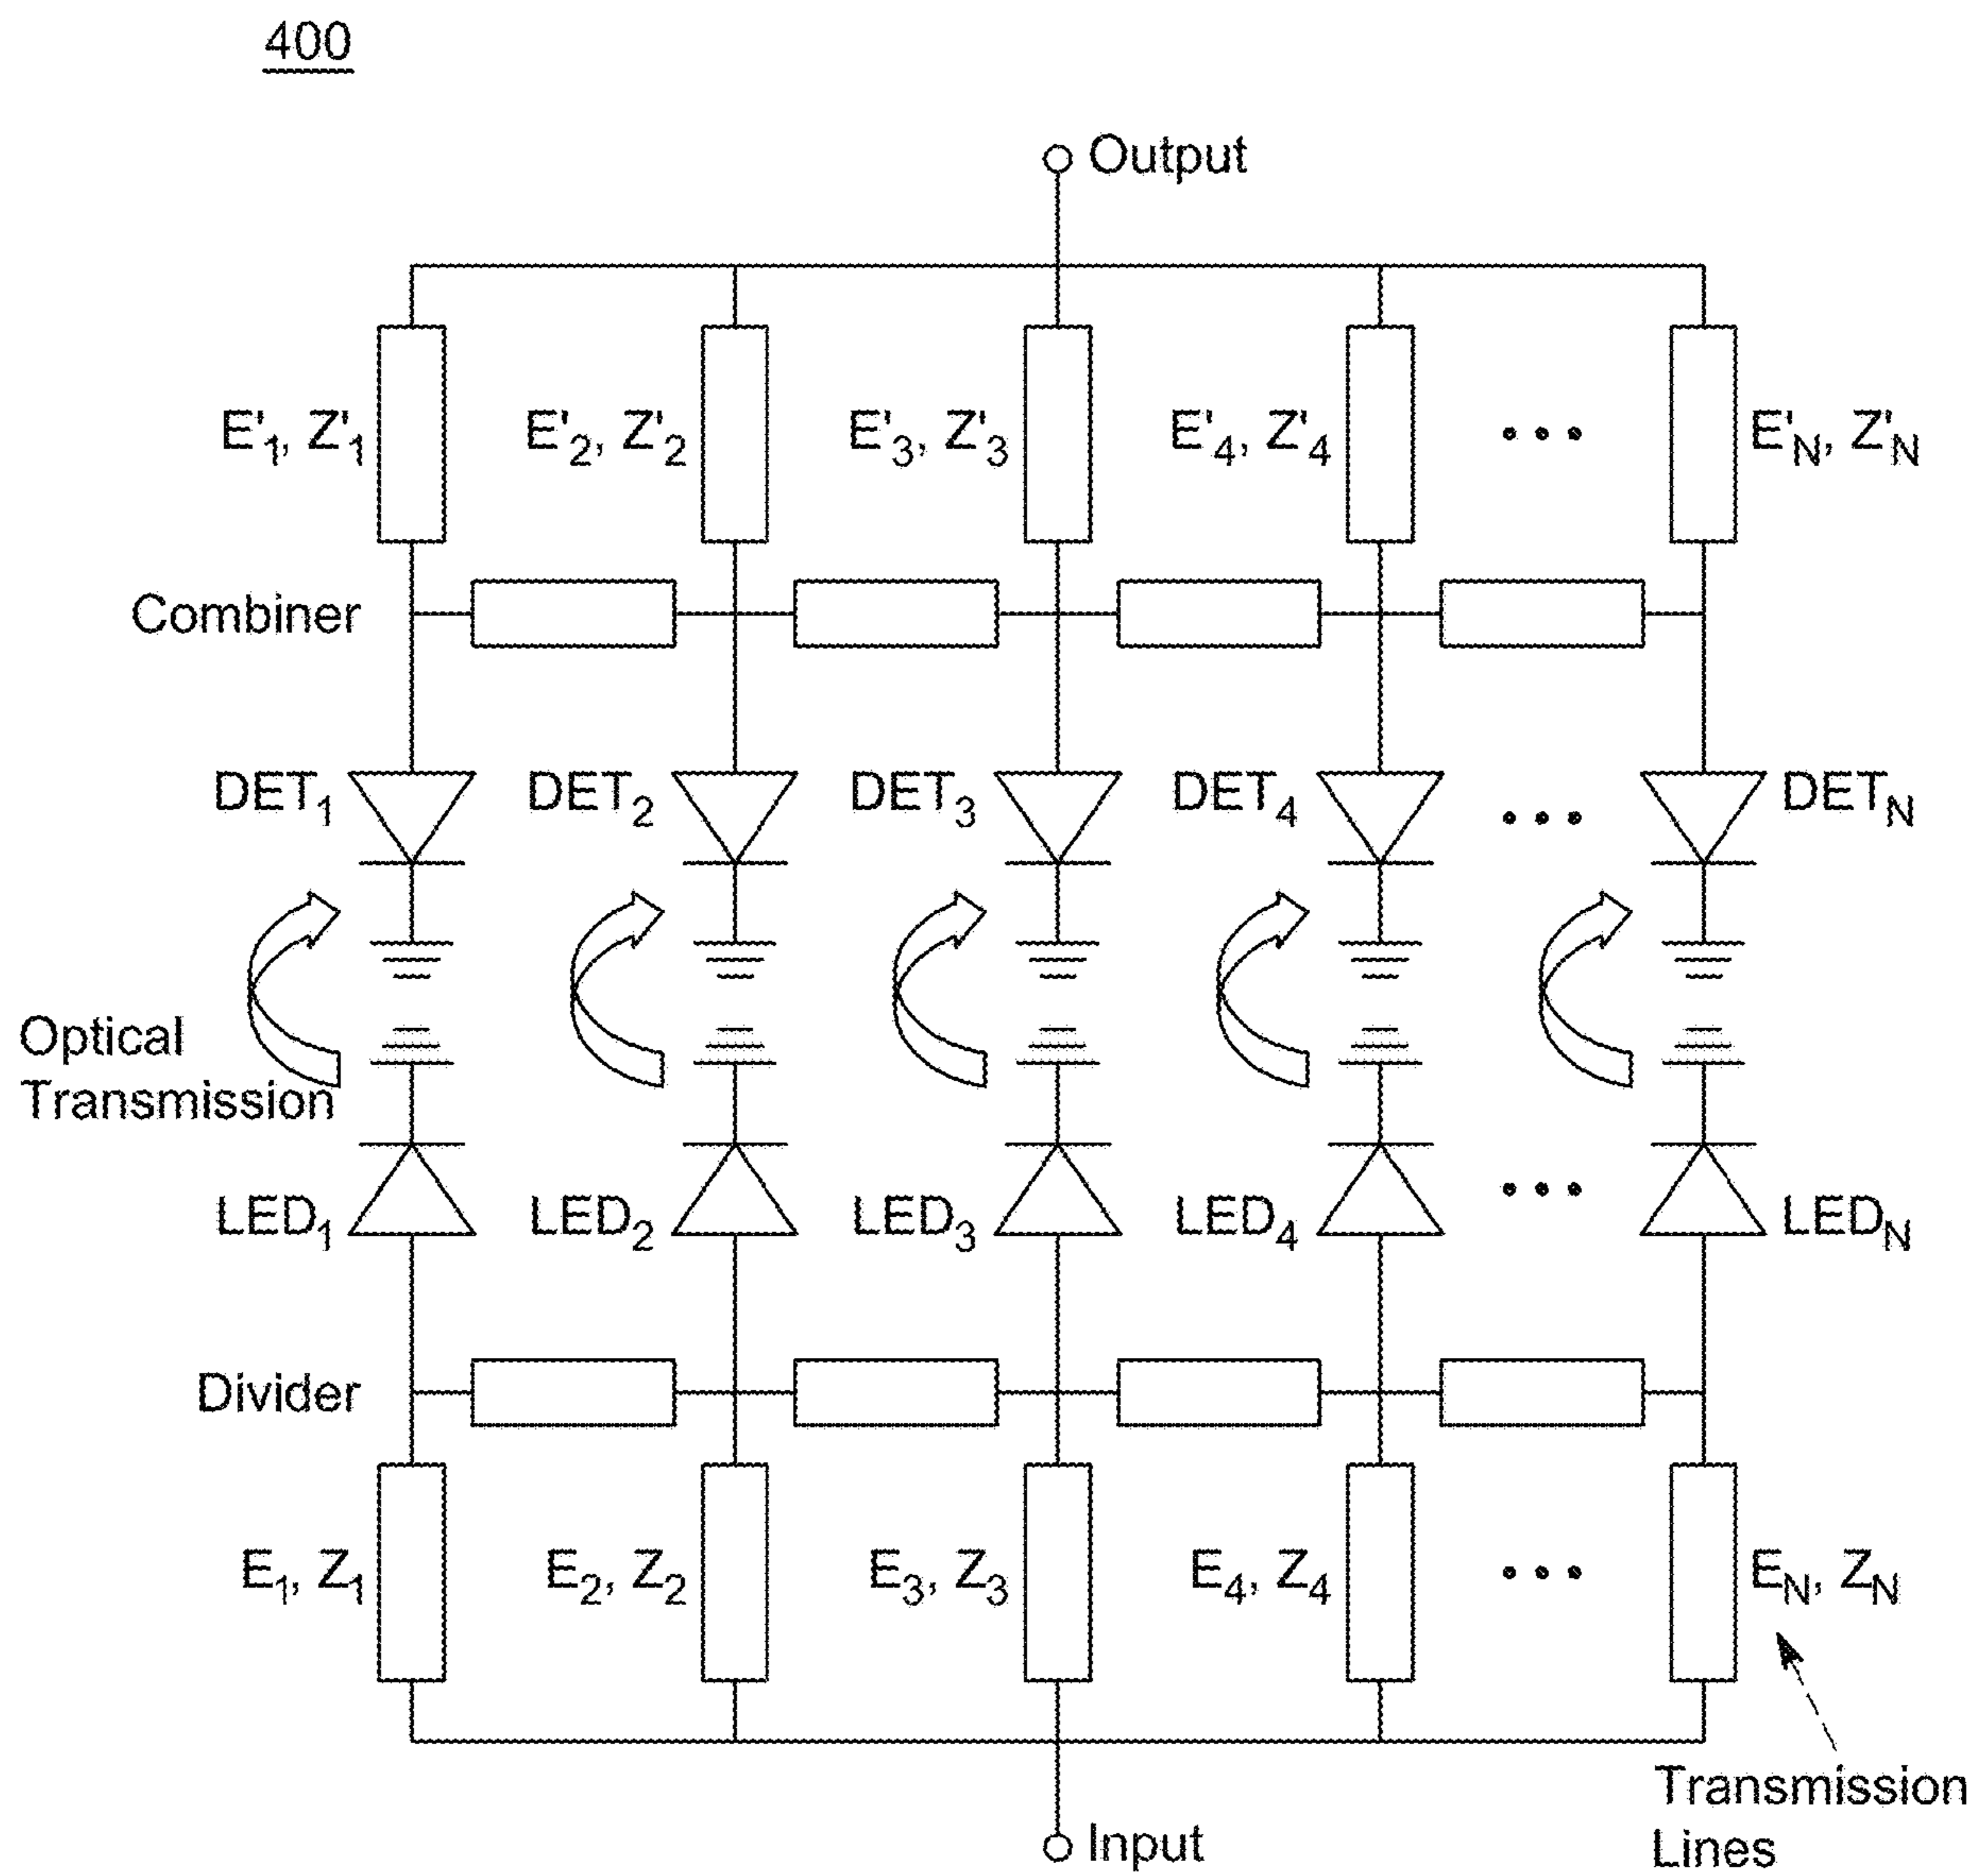 400
Output
E'1, Z'1 E'2, Z'2 E'3, Z'3 E'4, Z'4 ••• E'N, Z'N
Combiner
DET1 DET2 DET3 DET4 ••• DETN
Optical
Transmission
LED1 LED2 LED3 LED4 ••• LEDN
Divider
E1, Z1 E2, Z2 E3, Z3 E4, Z4 ••• EN, ZN
Transmission
Lines
Input